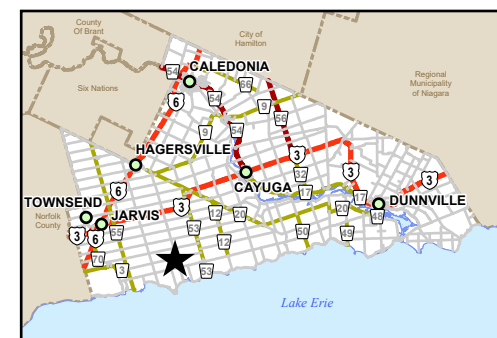 County
Of Brant
City of
Hamilton
54
CALEDONIA
66
Six Nations
6
54
9
56
Regional
Municipality
of Niagara
9
54
HAGERSVILLE
3
6
32
3
3
CAYUGA
17
17
DUNNVILLE
TOWNSEND
3
12
20
20
48
Norfolk
County
JARVIS
3
6
55
53
12
50
49
70
3
53
Lake Erie